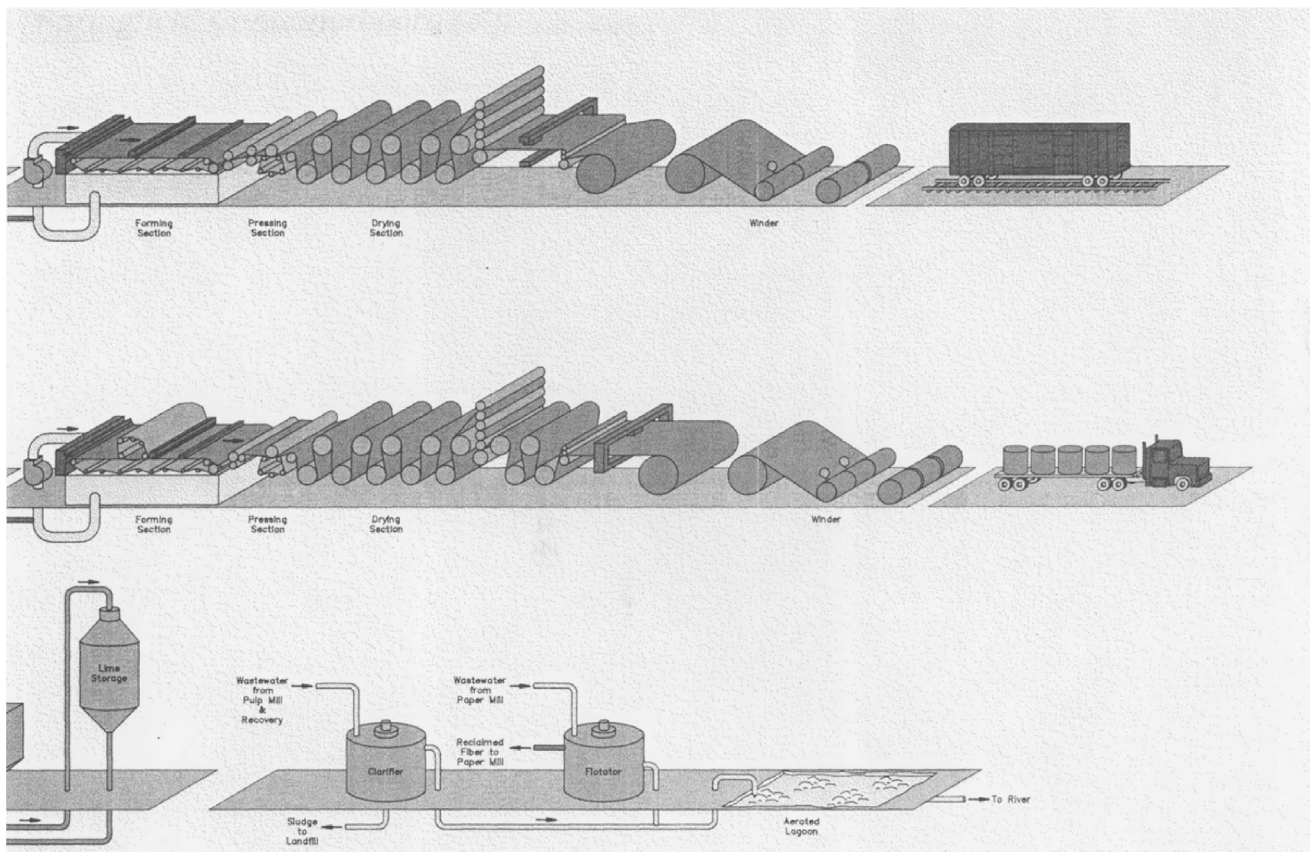 Forming
Section
Pressing
Section
Drying
Section
Winder
Forming
Section
Pressing
Section
Drying
Section
Winder
Lime
Storage
Wastewater
from
Pulp Mill
&
Recovery
Clarifier
Sludge
to
Landfill
Wastewater
from
Paper Mill
Reclaimed
Fiber to
Paper Mill
Flotator
Aerated
Lagoon
To River